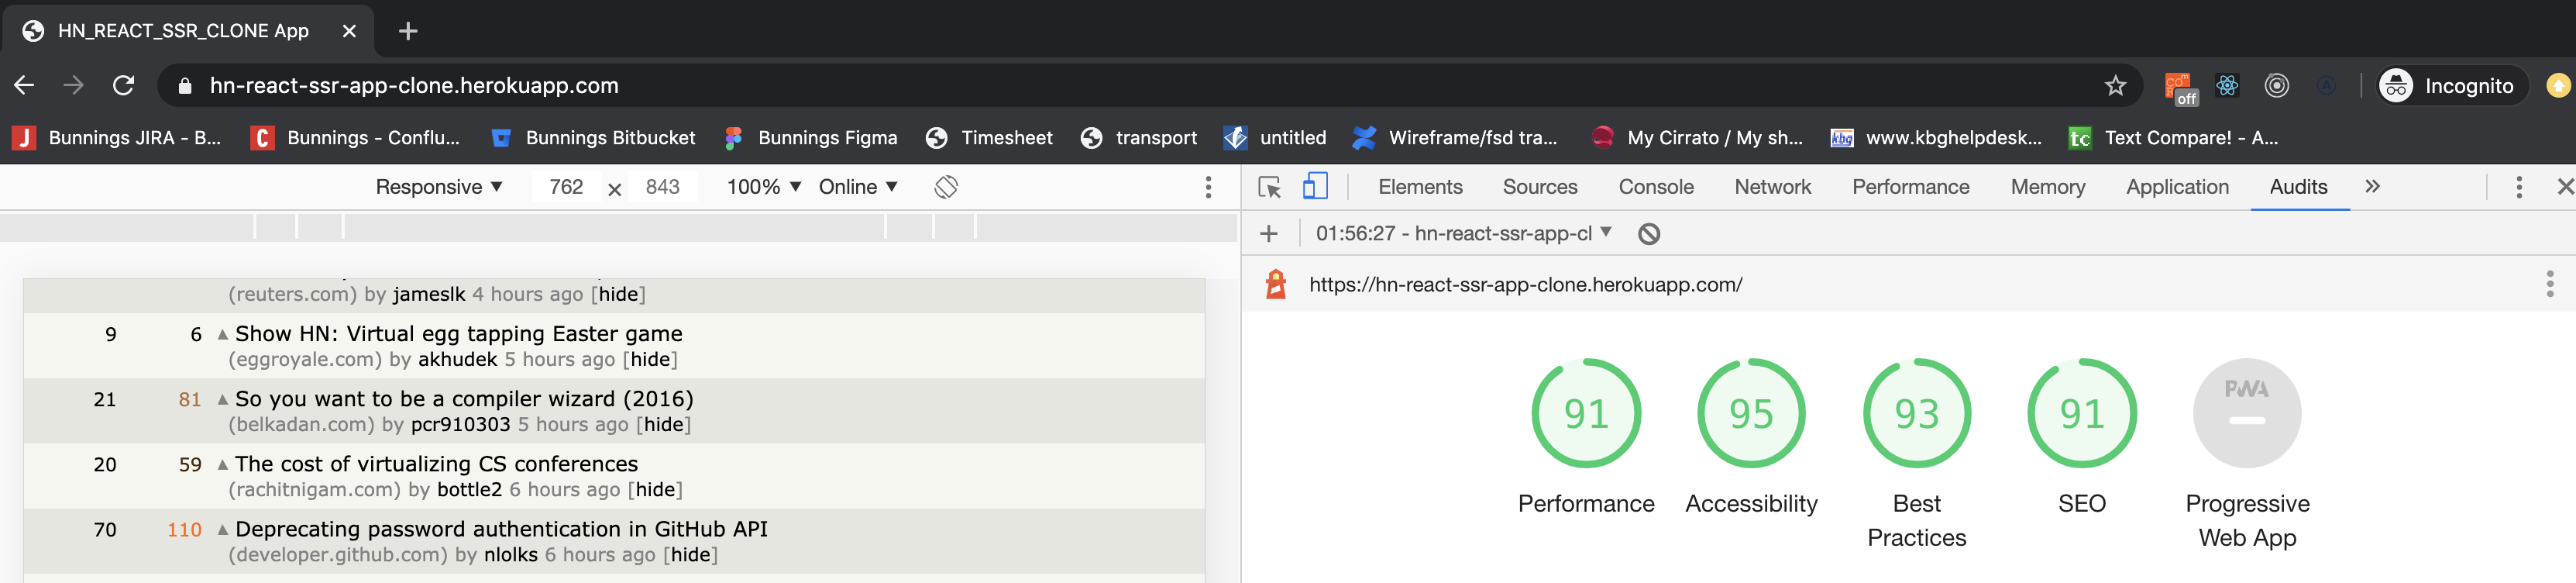 HN_REACT_SSR_CLONE App
hn-react-ssr-app-clone.herokuapp.com
off
Incognito
Bunnings JIRA - B... Bunnings - Conflu... Bunnings Bitbucket Bunnings Figma Timesheet transport untitled Wireframe/fsd tra... My Cirrato / My sh... kbg www.kbghelpdesk... tc Text Compare! - A...
Responsive ▼ 762 × 843 100% ▼ Online ▼
Elements Sources Console Network Performance Memory Application Audits »
01:56:27 - hn-react-ssr-app-cl ▼
https://hn-react-ssr-app-clone.herokuapp.com/
(reuters.com) by jameslk 4 hours ago [hide]
9 6 ▲ Show HN: Virtual egg tapping Easter game
(eggroyale.com) by akhudek 5 hours ago [hide]
21 81 ▲ So you want to be a compiler wizard (2016)
(belkadan.com) by pcr910303 5 hours ago [hide]
20 59 ▲ The cost of virtualizing CS conferences
(rachitnigam.com) by bottle2 6 hours ago [hide]
70 110 ▲ Deprecating password authentication in GitHub API
(developer.github.com) by nlolks 6 hours ago [hide]
91 95 93 91 PWA
Performance Accessibility Best Practices SEO Progressive Web App